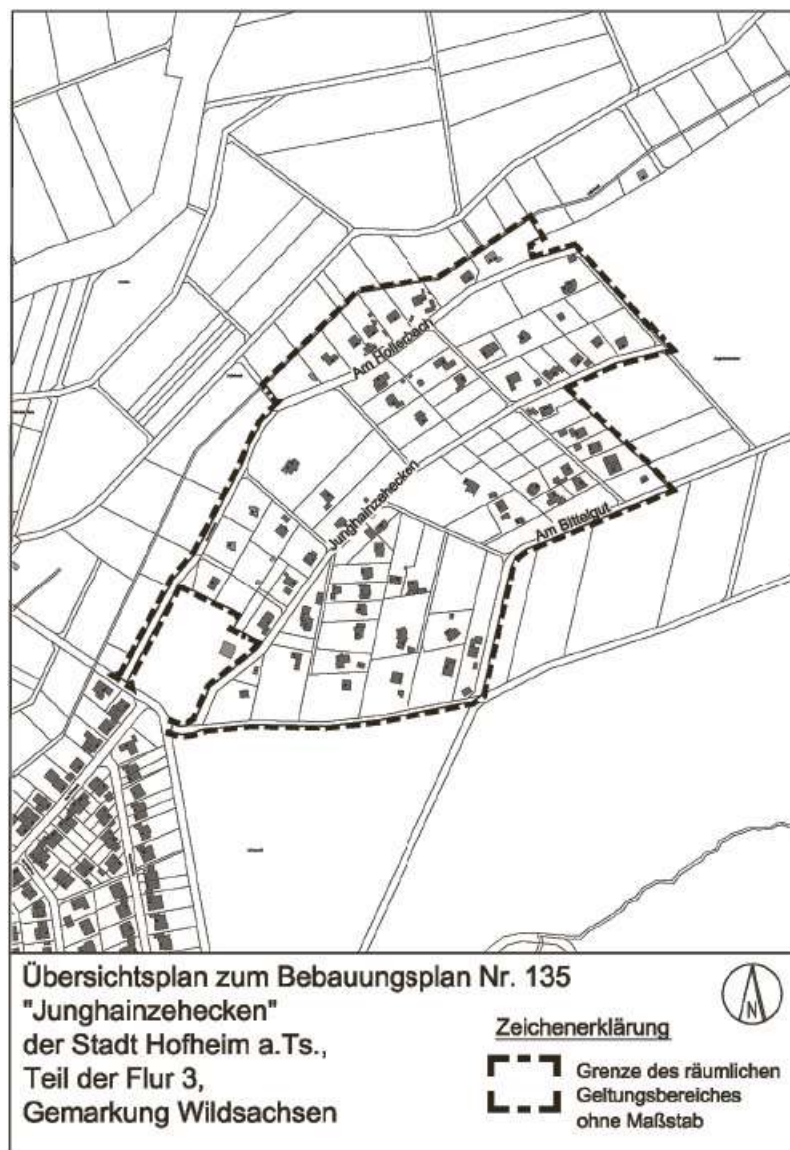 Am Hollerbach
Junghainzehecken
Am Bittelgut
Übersichtsplan zum Bebauungsplan Nr. 135
"Junghainzehecken"
der Stadt Hofheim a.Ts.,
Teil der Flur 3,
Gemarkung Wildsachsen
N
Zeichenerklärung
Grenze des räumlichen
Geltungsbereiches
ohne Maßstab